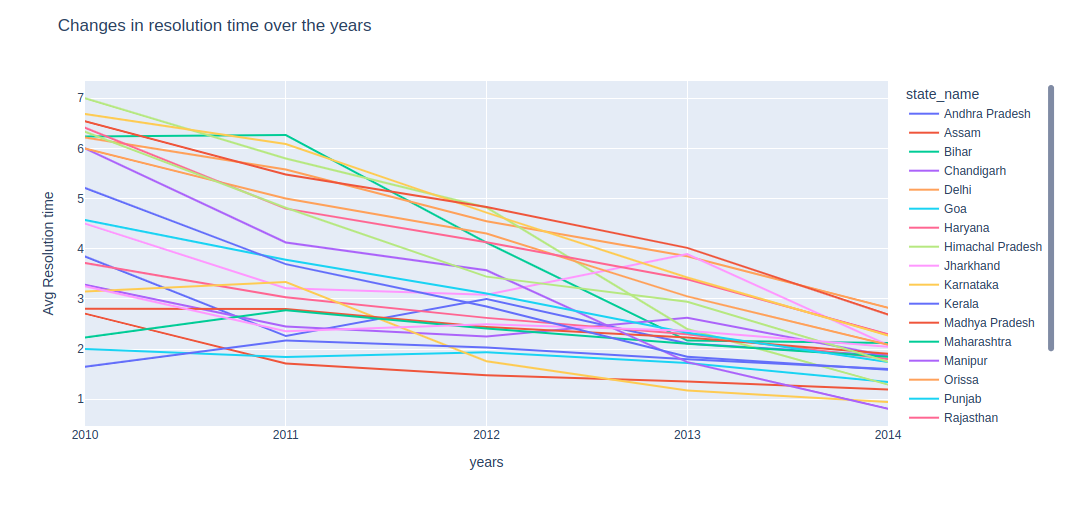 Changes in resolution time over the years
state_name
Andhra Pradesh
Assam
Bihar
Chandigarh
Delhi
Goa
Haryana
Himachal Pradesh
Jharkhand
Karnataka
Kerala
Madhya Pradesh
Maharashtra
Manipur
Orissa
Punjab
Rajasthan
Avg Resolution time
7
6
5
4
3
2
1
2010
2011
2012
2013
2014
years